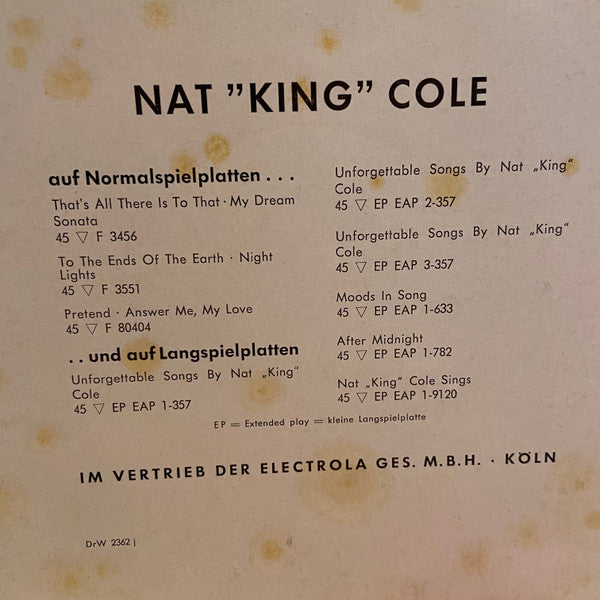 NAT ”KING” COLE
auf Normalspielplatten . . .
That's All There Is To That · My Dream
Sonata
45 ▽ F 3456
To The Ends Of The Earth · Night
Lights
45 ▽ F 3551
Pretend · Answer Me, My Love
45 ▽ F 80404
. . und auf Langspielplatten
Unforgettable Songs By Nat „King“
Cole
45 ▽ EP EAP 1-357
Unforgettable Songs By Nat „King“
Cole
45 ▽ EP EAP 2-357
Unforgettable Songs By Nat „King“
Cole
45 ▽ EP EAP 3-357
Moods In Song
45 ▽ EP EAP 1-633
After Midnight
45 ▽ EP EAP 1-782
Nat „King“ Cole Sings
45 ▽ EP EAP 1-9120
EP = Extended play = kleine Langspielplatte
IM VERTRIEB DER ELECTROLA GES. M.B.H. · KÖLN
DrW 2362 j